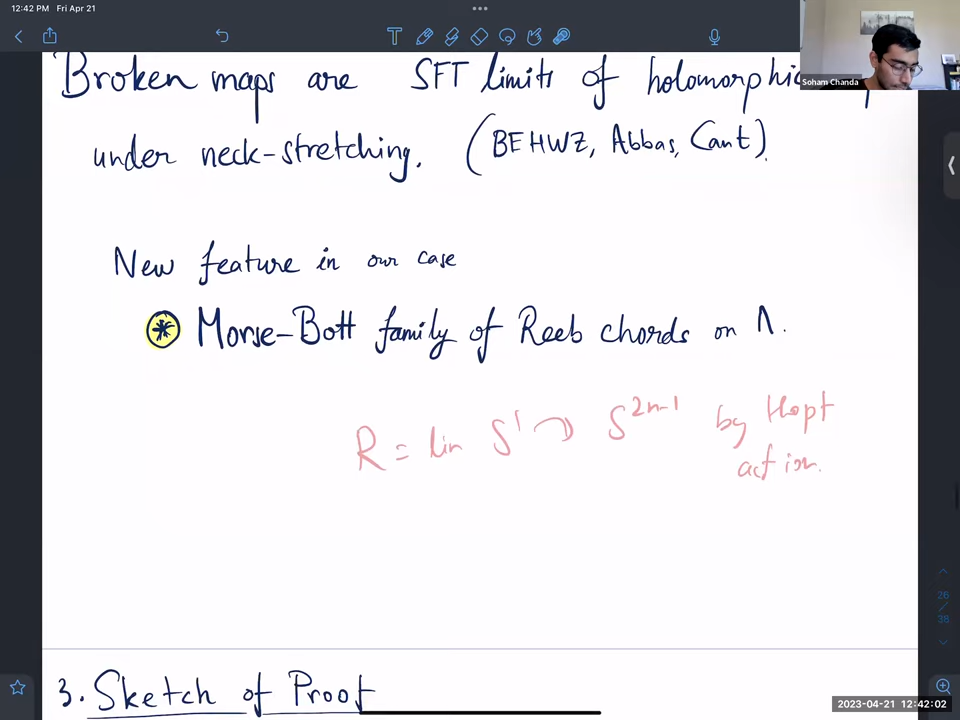 12:42 PM Fri Apr 21
Soham Chanda
Broken maps are SFT limits of holomorphic
under neck-stretching. (BEHWZ, Abbas, Cant).
New feature in our case
* Morse-Bott family of Reeb chords on Λ.
R = lim S¹ ↷ S²ⁿ⁻¹ by Hopf
action.
26
/
38
3. Sketch of Proof
2023-04-21 12:42:02